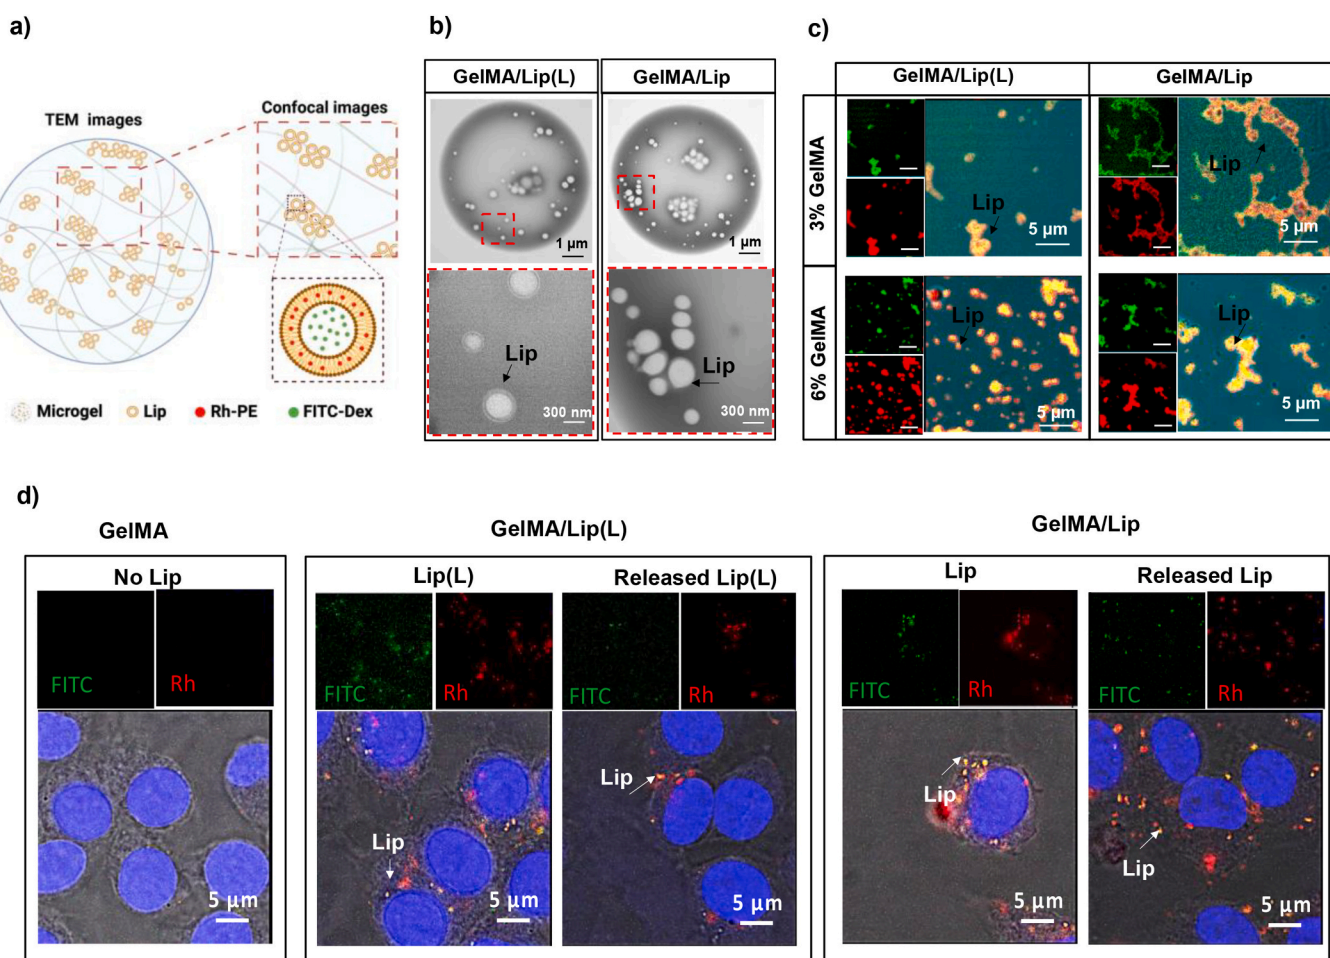 a)
TEM images
Confocal images
Microgel
Lip
Rh-PE
FITC-Dex
b)
GelMA/Lip(L)
GelMA/Lip
1 μm
1 μm
Lip
300 nm
Lip
300 nm
c)
GelMA/Lip(L)
GelMA/Lip
3% GelMA
Lip
5 μm
Lip
5 μm
6% GelMA
Lip
5 μm
Lip
5 μm
d)
GelMA
GelMA/Lip(L)
GelMA/Lip
No Lip
Lip(L)
Released Lip(L)
Lip
Released Lip
FITC
Rh
FITC
Rh
FITC
Rh
FITC
Rh
FITC
Rh
5 μm
Lip
5 μm
Lip
5 μm
Lip
5 μm
Lip
5 μm